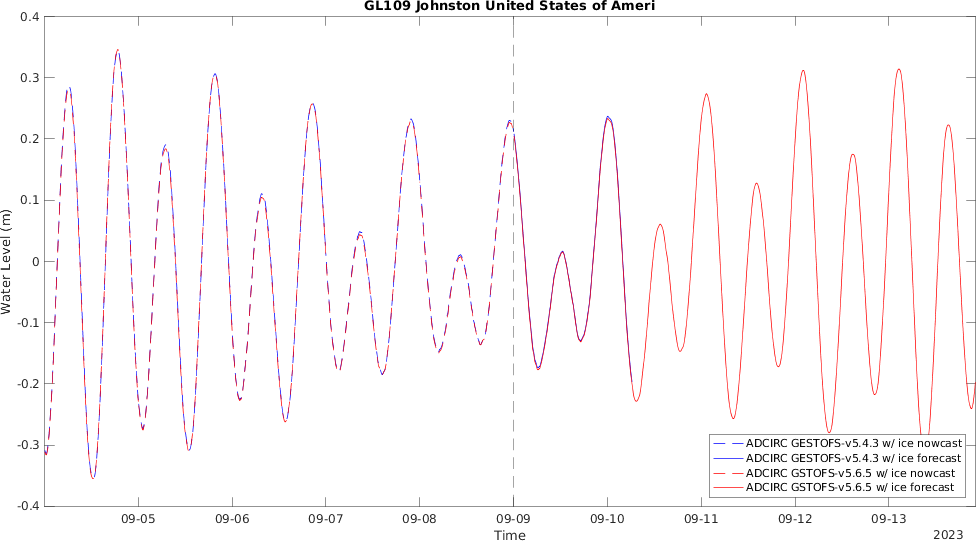 GL109 Johnston United States of Ameri
0.4
0.3
0.2
0.1
0
-0.1
-0.2
-0.3
-0.4
Water Level (m)
ADCIRC GESTOFS-v5.4.3 w/ ice nowcast
ADCIRC GESTOFS-v5.4.3 w/ ice forecast
ADCIRC GSTOFS-v5.6.5 w/ ice nowcast
ADCIRC GSTOFS-v5.6.5 w/ ice forecast
09-05 09-06 09-07 09-08 09-09 09-10 09-11 09-12 09-13
Time
2023